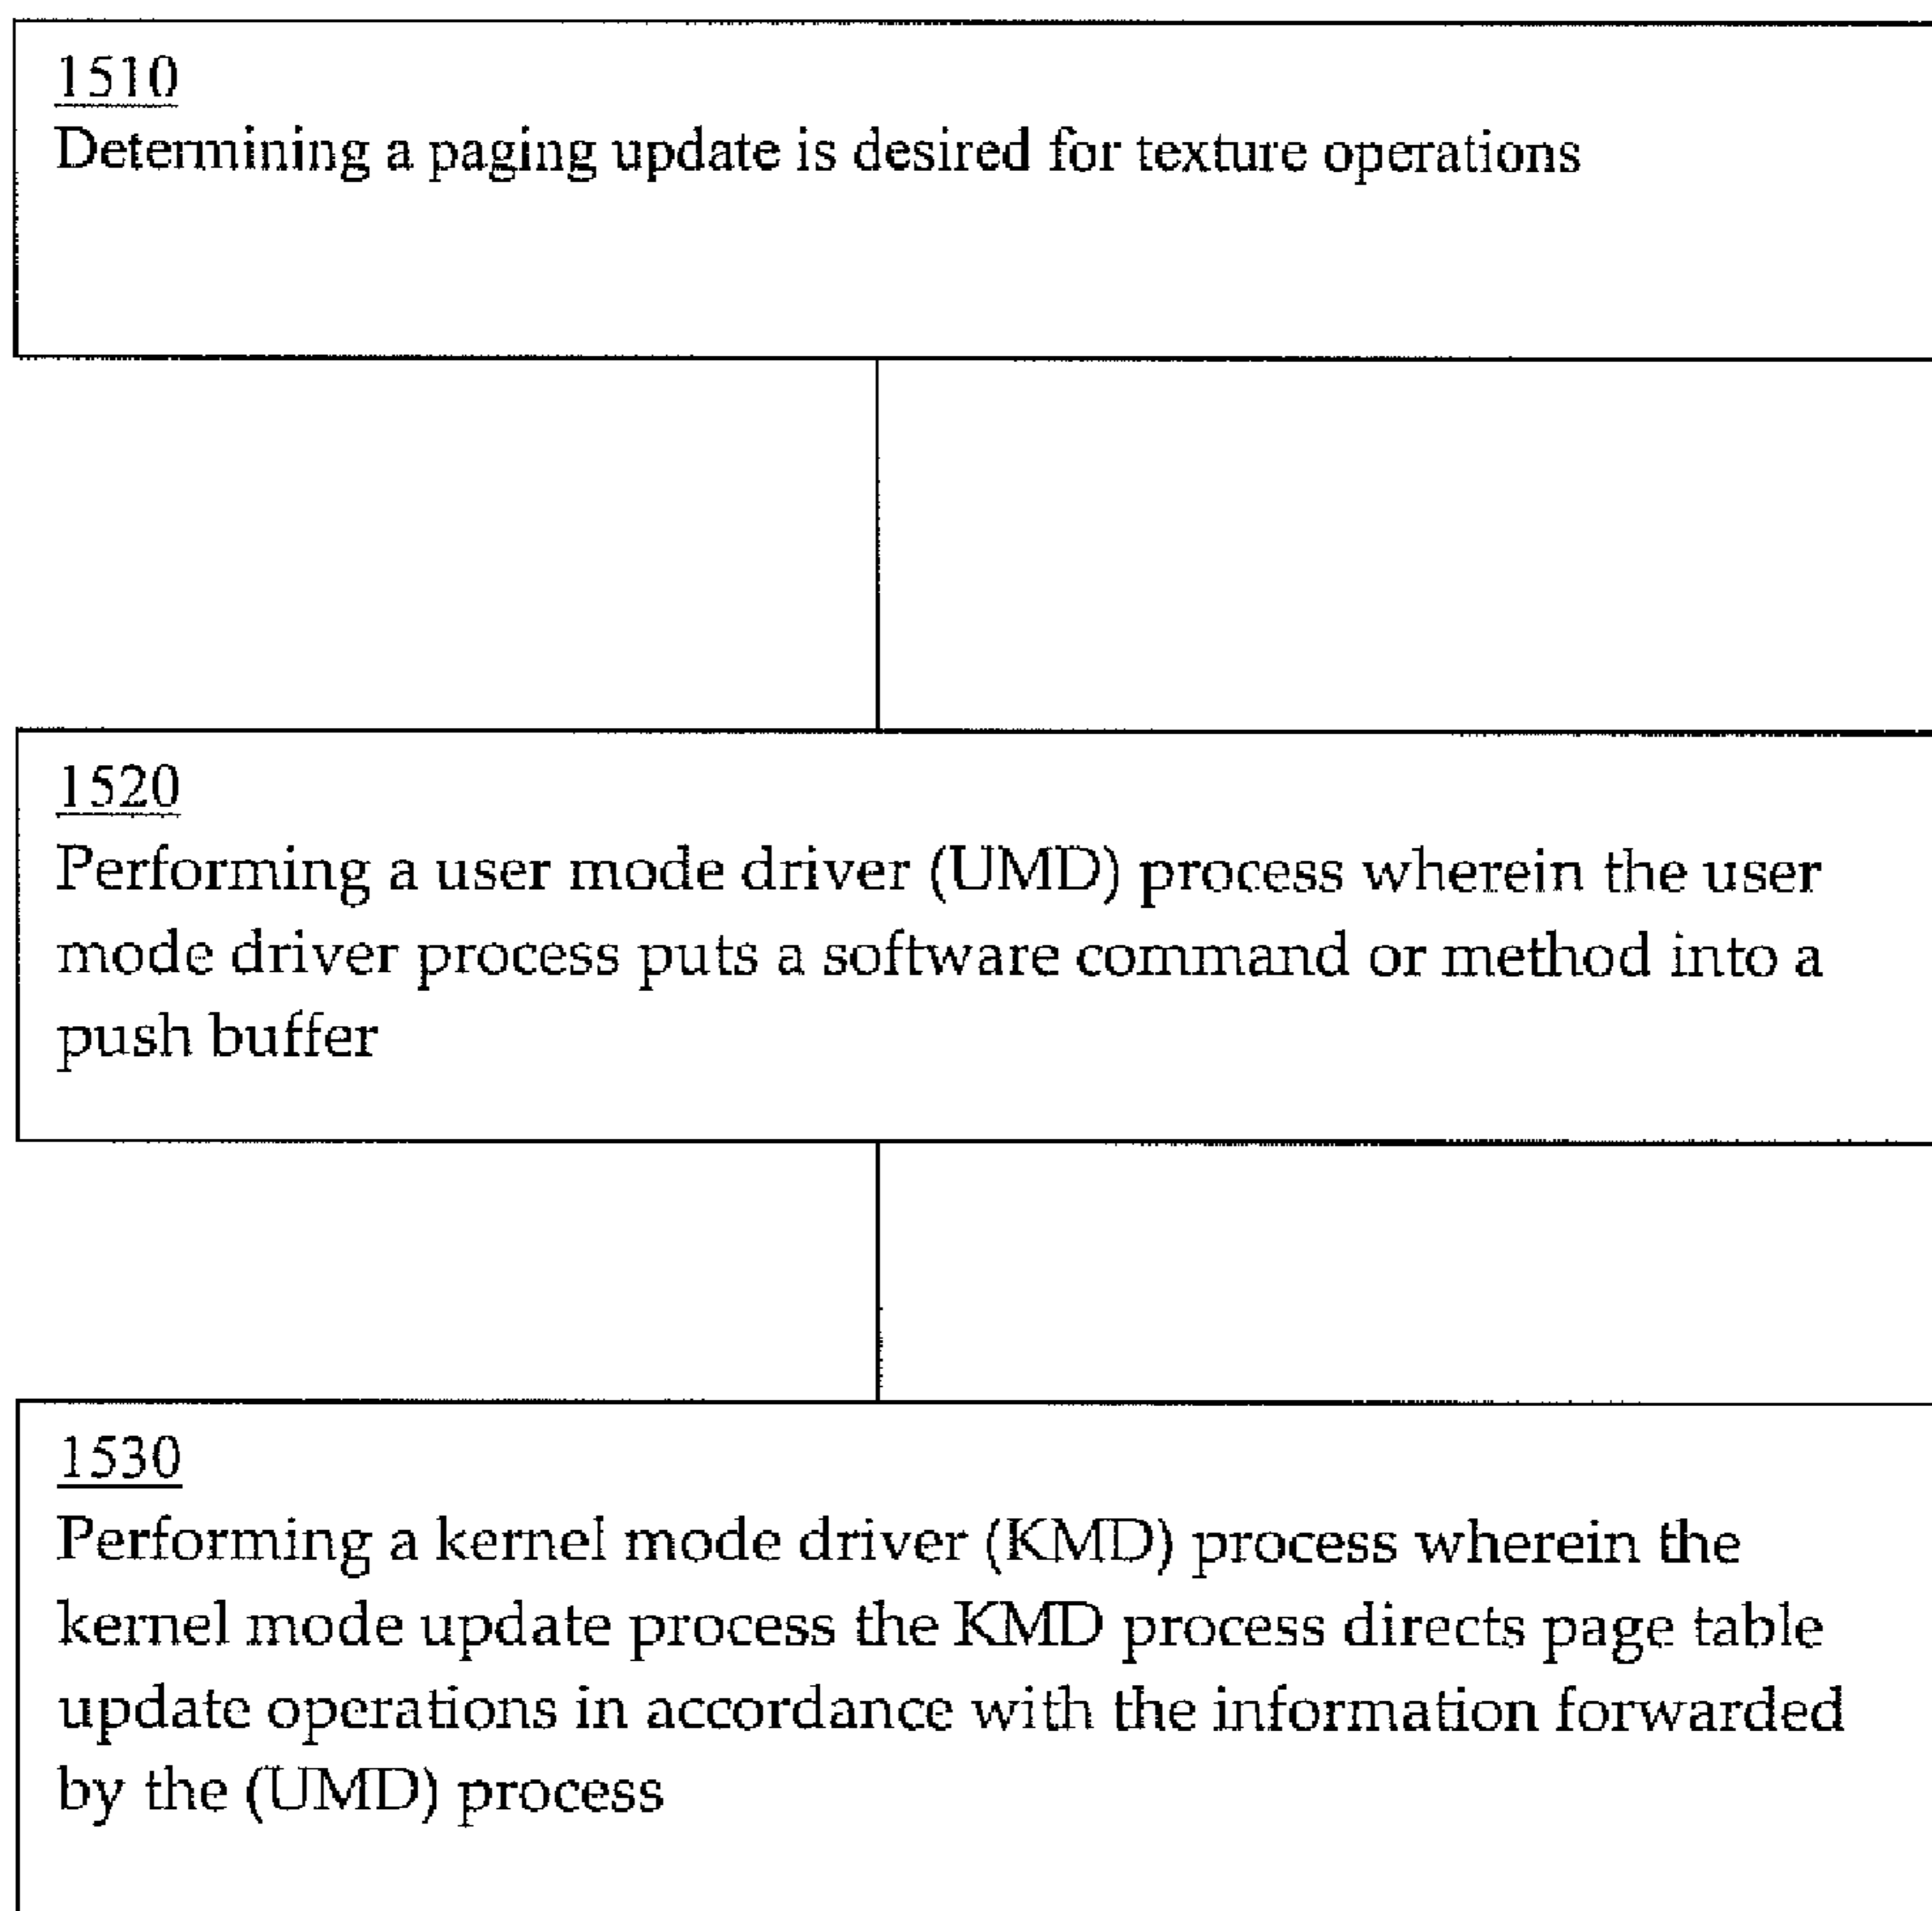 1510
Determining a paging update is desired for texture operations
1520
Performing a user mode driver (UMD) process wherein the user
mode driver process puts a software command or method into a
push buffer
1530
Performing a kernel mode driver (KMD) process wherein the
kernel mode update process the KMD process directs page table
update operations in accordance with the information forwarded
by the (UMD) process